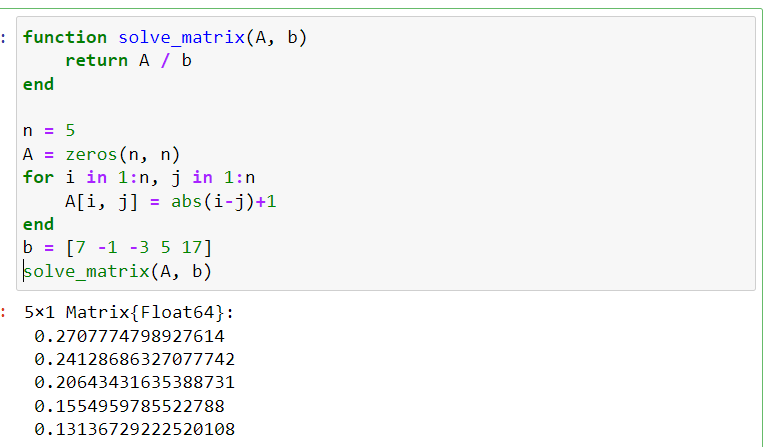 : function solve_matrix(A, b)
    return A / b
end

n = 5
A = zeros(n, n)
for i in 1:n, j in 1:n
    A[i, j] = abs(i-j)+1
end
b = [7 -1 -3 5 17]
solve_matrix(A, b)
: 5×1 Matrix{Float64}:
 0.2707774798927614
 0.24128686327077742
 0.20643431635388731
 0.1554959785522788
 0.13136729222520108